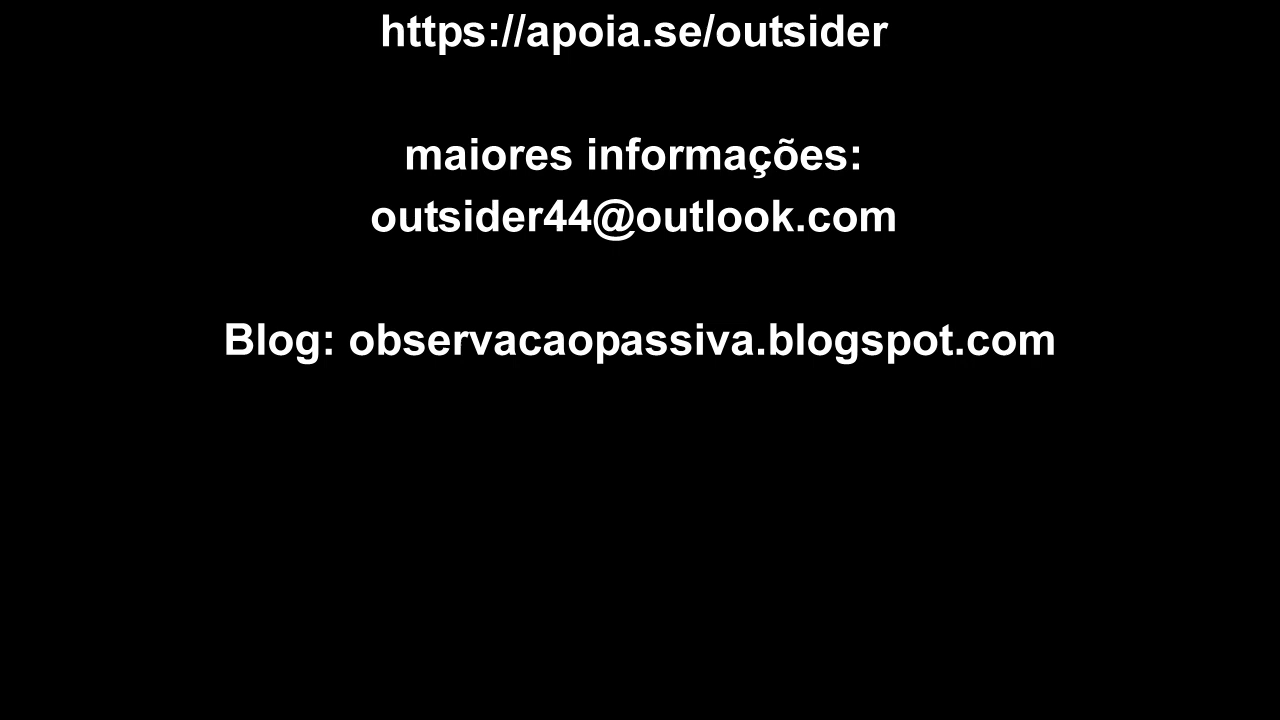 https://apoia.se/outsider
maiores informações:
outsider44@outlook.com
Blog: observacaopassiva.blogspot.com